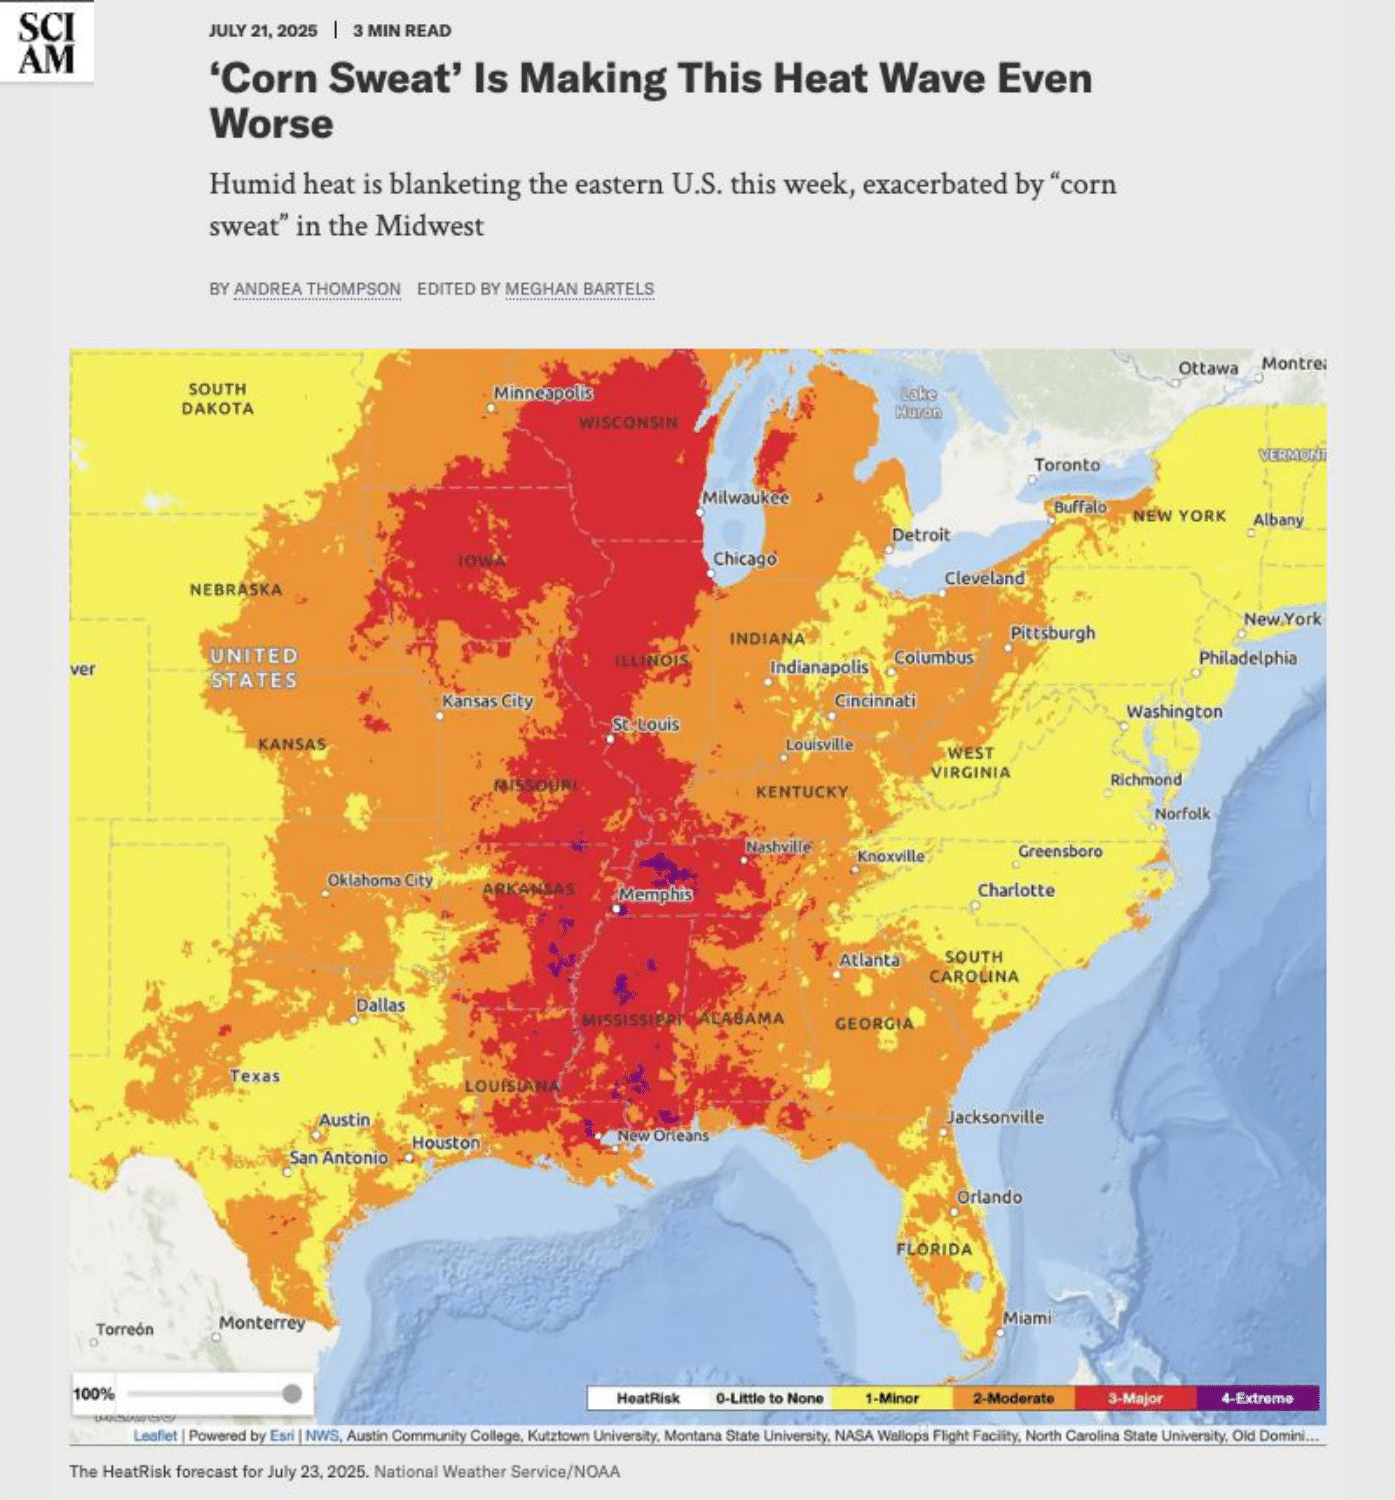 SCI
AM
JULY 21, 2025 | 3 MIN READ
‘Corn Sweat’ Is Making This Heat Wave Even
Worse
Humid heat is blanketing the eastern U.S. this week, exacerbated by “corn
sweat” in the Midwest
BY ANDREA THOMPSON EDITED BY MEGHAN BARTELS
Ottawa
Montre
SOUTH
DAKOTA
Minneapolis
Lake
Huron
WISCONSIN
VERMONT
Toronto
Milwaukee
Buffalo
NEW YORK
Albany
Detroit
IOWA
Chicago
Cleveland
NEBRASKA
New York
INDIANA
Pittsburgh
UNITED
STATES
ver
ILLINOIS
Indianapolis
Columbus
Philadelphia
Kansas City
Cincinnati
Washington
St. Louis
KANSAS
Louisville
WEST
VIRGINIA
Richmond
MISSOURI
KENTUCKY
Norfolk
Nashville
Knoxville
Greensboro
Oklahoma City
ARKANSAS
Memphis
Charlotte
Atlanta
SOUTH
CAROLINA
Dallas
MISSISSIPPI
ALABAMA
GEORGIA
Texas
LOUISIANA
Austin
Jacksonville
Houston
New Orleans
San Antonio
Orlando
FLORIDA
Miami
Torreón
Monterrey
100%
MÉXICO
HeatRisk 0-Little to None 1-Minor 2-Moderate 3-Major 4-Extreme
Leaflet | Powered by Esri | NWS, Austin Community College, Kutztown University, Montana State University, NASA Wallops Flight Facility, North Carolina State University, Old Domini...
The HeatRisk forecast for July 23, 2025. National Weather Service/NOAA